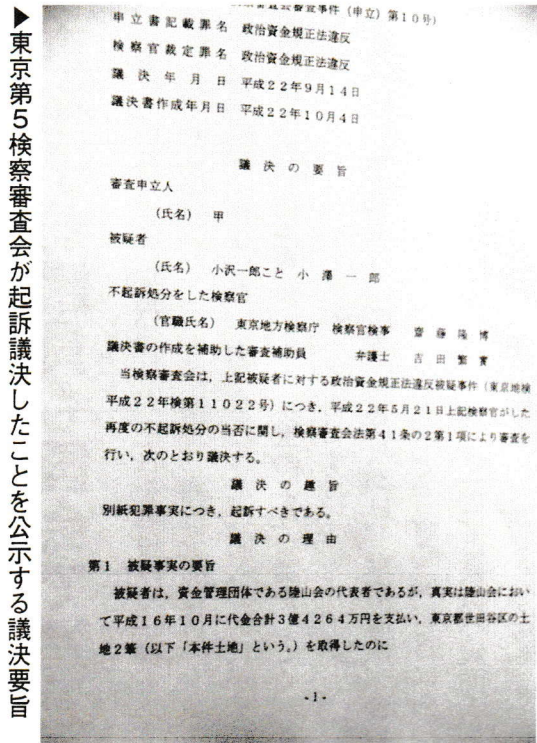 ▶東京第5検察審査会が起訴議決したことを公示する議決要旨
審査事件（申立）第10号）
申立書記載罪名　政治資金規正法違反
検察官裁定罪名　政治資金規正法違反
議決年月日　平成22年9月14日
議決書作成年月日　平成22年10月4日
議決の要旨
審査申立人
（氏名）　甲
被疑者
（氏名）　小沢一郎こと　小澤一郎
不起訴処分をした検察官
（官職氏名）　東京地方検察庁　検察官検事　齋藤隆博
議決書の作成を補助した審査補助員　弁護士　吉田繁實
当検察審査会は，上記被疑者に対する政治資金規正法違反被疑事件（東京地検
平成22年検第11022号）につき，平成22年5月21日上記検察官がした
再度の不起訴処分の当否に関し，検察審査会法第41条の2第1項により審査を
行い，次のとおり議決する。
議決の趣旨
別紙犯罪事実につき，起訴すべきである。
議決の理由
第1　被疑事実の要旨
被疑者は，資金管理団体である陸山会の代表者であるが，真実は陸山会におい
て平成16年10月に代金合計3億4264万円を支払い，東京都世田谷区の土
地2筆（以下「本件土地」という。）を取得したのに
-1-